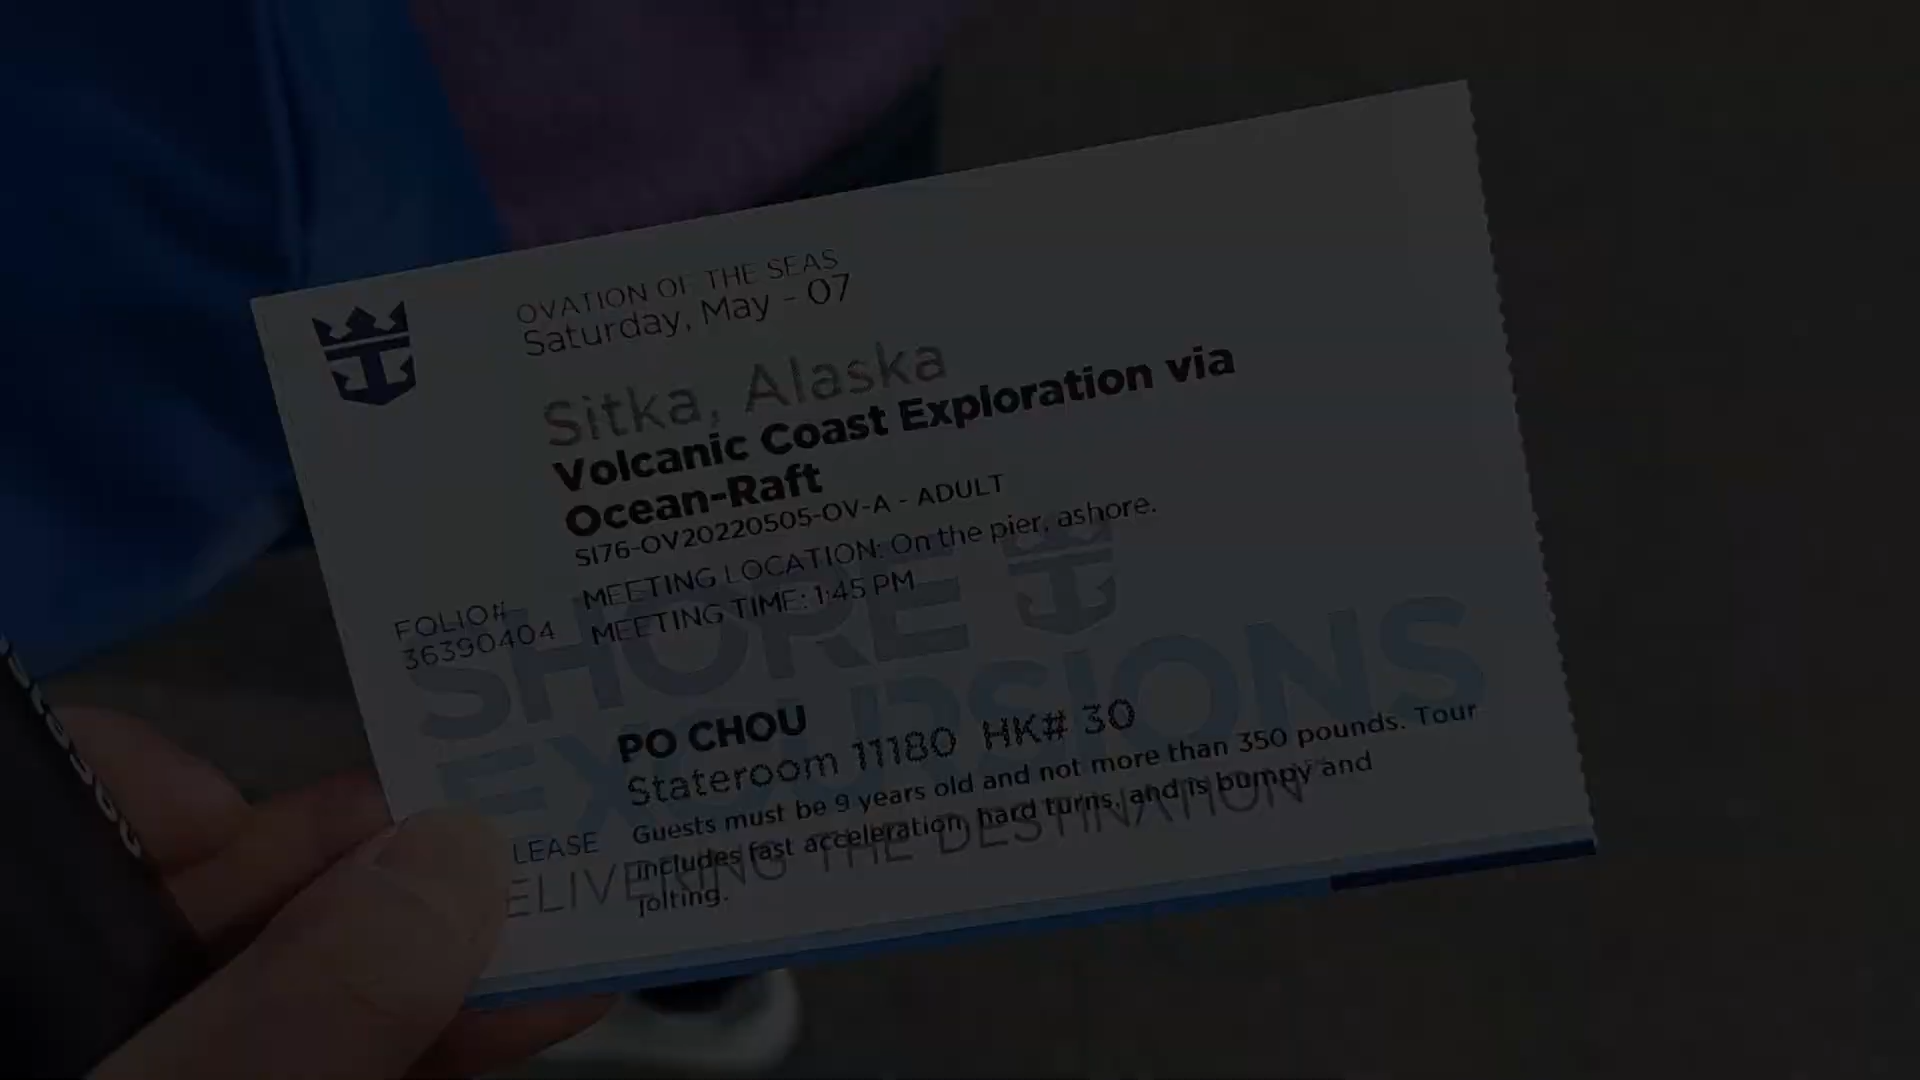 OVATION OF THE SEAS
Saturday, May - 07
Sitka, Alaska
Volcanic Coast Exploration via
Ocean-Raft
SI76-OV20220505-OV-A - ADULT
MEETING LOCATION: On the pier, ashore.
MEETING TIME: 1:45 PM
FOLIO#
36390404
SHORE
EXCURSIONS
PO CHOU
Stateroom 11180 HK# 30
Guests must be 9 years old and not more than 350 pounds. Tour
includes fast acceleration, hard turns, and is bumpy and
jolting.
LEASE
ELIVERING THE DESTINATION